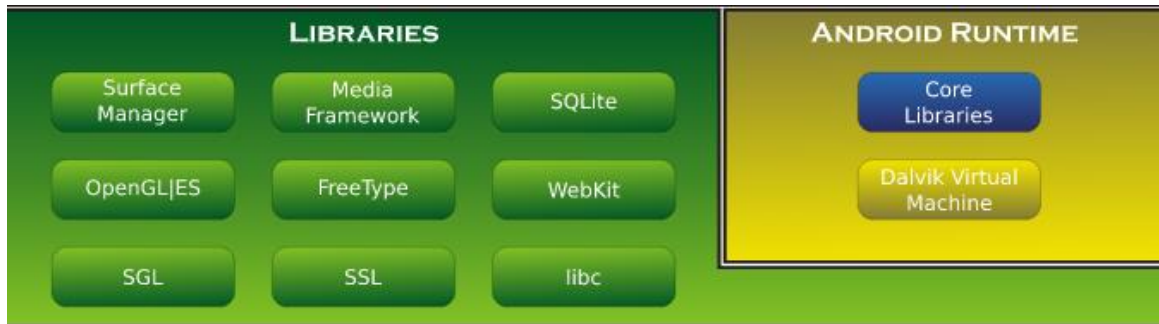 LIBRARIES
Surface
Manager
Media
Framework
SQLite
OpenGL|ES
FreeType
WebKit
SGL
SSL
libc
ANDROID RUNTIME
Core
Libraries
Dalvik Virtual
Machine